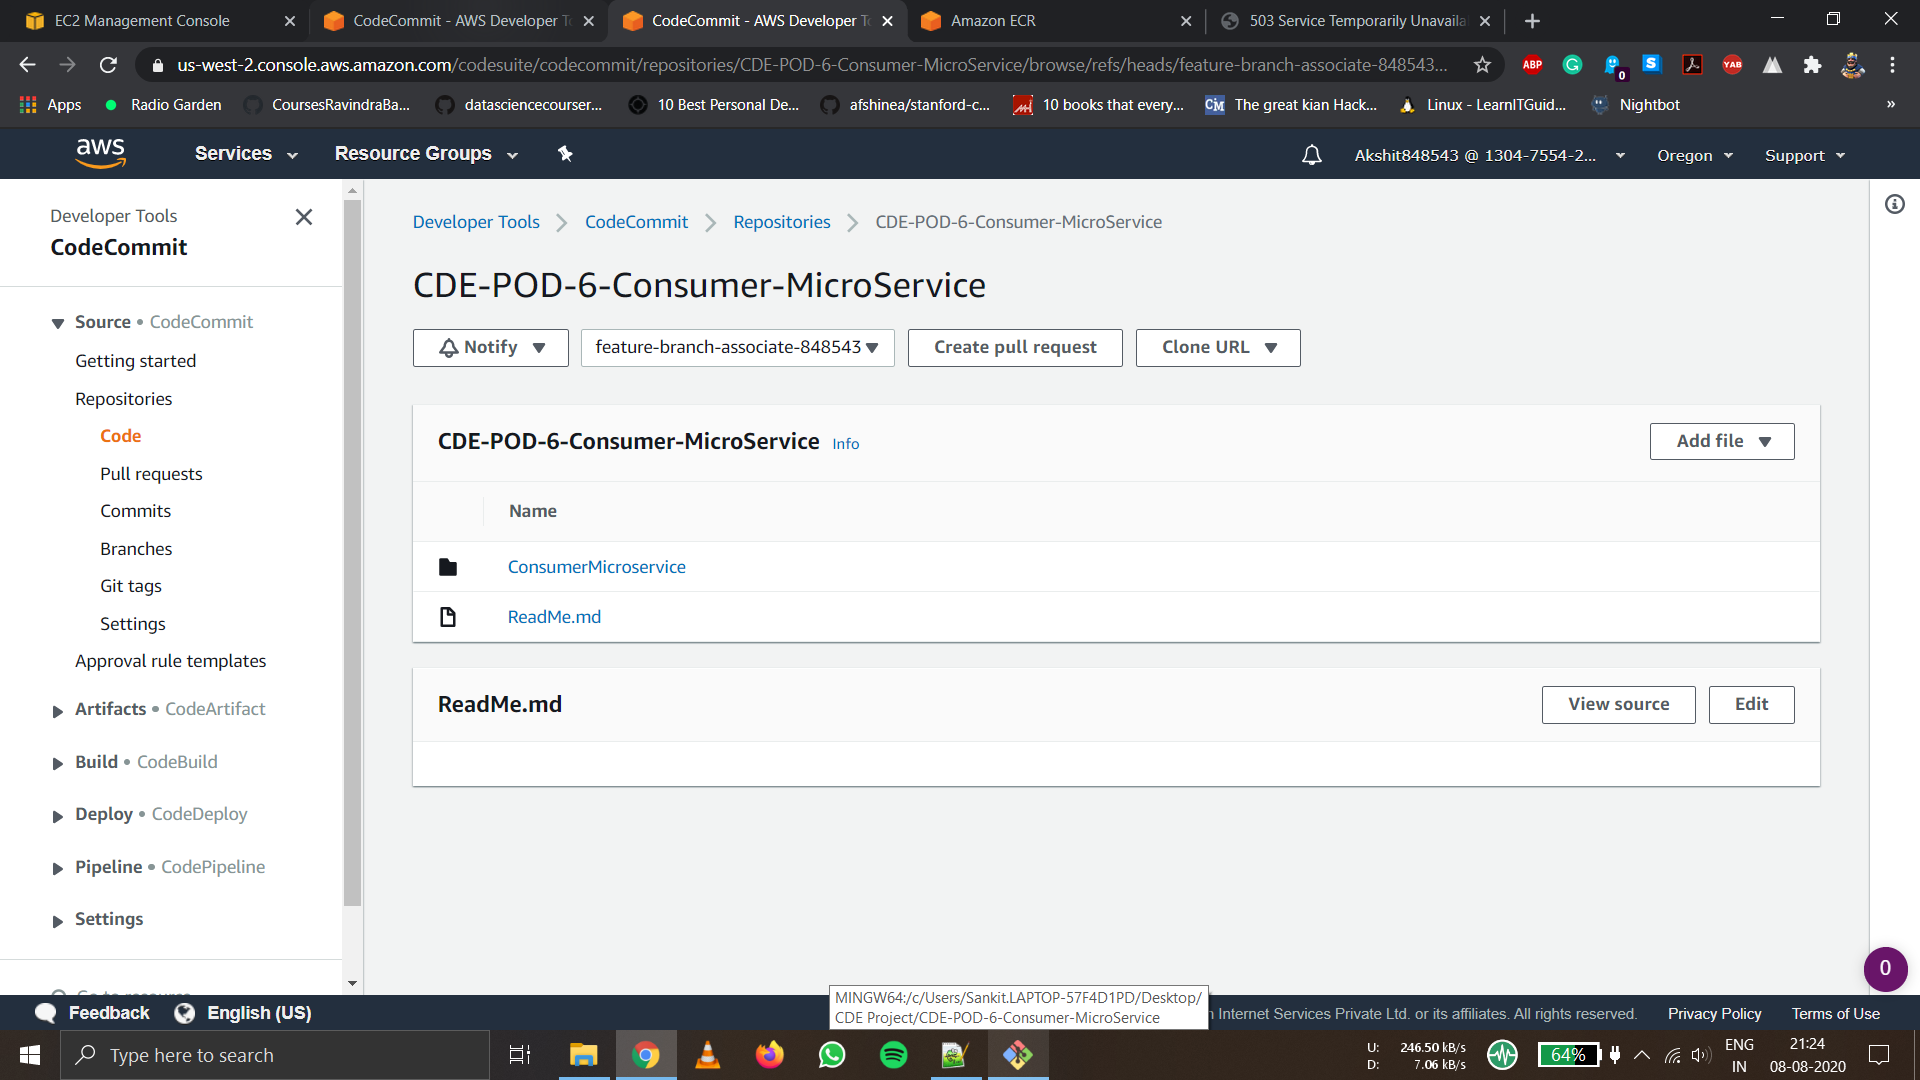 EC2 Management Console
CodeCommit - AWS Developer To
CodeCommit - AWS Developer To
Amazon ECR
503 Service Temporarily Unavaila
us-west-2.console.aws.amazon.com/codesuite/codecommit/repositories/CDE-POD-6-Consumer-MicroService/browse/refs/heads/feature-branch-associate-848543...
ABP
0
S
YAB
Apps
Radio Garden
CoursesRavindraBa...
datasciencecourser...
10 Best Personal De...
afshinea/stanford-c...
10 books that every...
CM
The great kian Hack...
Linux - LearnITGuid...
Nightbot
»
aws
Services
Resource Groups
Akshit848543 @ 1304-7554-2...
Oregon
Support
Developer Tools
CodeCommit
Source • CodeCommit
Getting started
Repositories
Code
Pull requests
Commits
Branches
Git tags
Settings
Approval rule templates
Artifacts • CodeArtifact
Build • CodeBuild
Deploy • CodeDeploy
Pipeline • CodePipeline
Settings
Developer Tools
CodeCommit
Repositories
CDE-POD-6-Consumer-MicroService
CDE-POD-6-Consumer-MicroService
Notify
feature-branch-associate-848543
Create pull request
Clone URL
CDE-POD-6-Consumer-MicroService Info
Add file
Name
ConsumerMicroservice
ReadMe.md
ReadMe.md
View source
Edit
0
Feedback
English (US)
MINGW64:/c/Users/Sankit.LAPTOP-57F4D1PD/Desktop/
CDE Project/CDE-POD-6-Consumer-MicroService
n Internet Services Private Ltd. or its affiliates. All rights reserved.
Privacy Policy
Terms of Use
Type here to search
U: 246.50 kB/s
D: 7.06 kB/s
64%
ENG
IN
21:24
08-08-2020